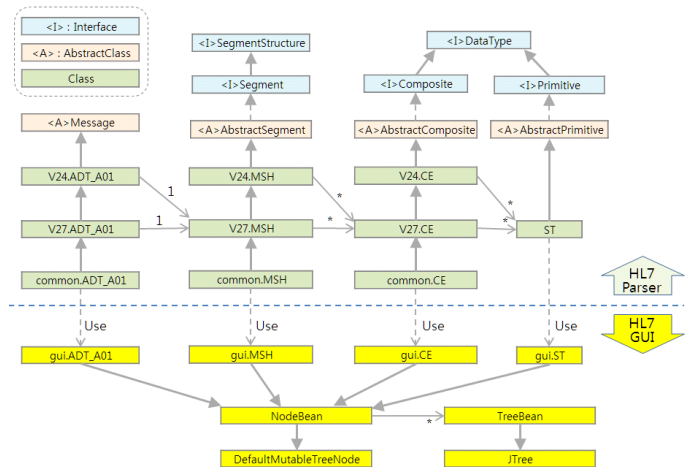 <I> : Interface
<A> : AbstractClass
Class
<I>SegmentStructure
<I>DataType
<I>Segment
<I>Composite
<I>Primitive
<A>Message
<A>AbstractSegment
<A>AbstractComposite
<A>AbstractPrimitive
V24.ADT_A01
V24.MSH
V24.CE
1
*
*
V27.ADT_A01
1
V27.MSH
*
V27.CE
*
ST
common.ADT_A01
common.MSH
common.CE
HL7
Parser
Use
Use
Use
Use
HL7
GUI
gui.ADT_A01
gui.MSH
gui.CE
gui.ST
NodeBean
*
TreeBean
DefaultMutableTreeNode
JTree